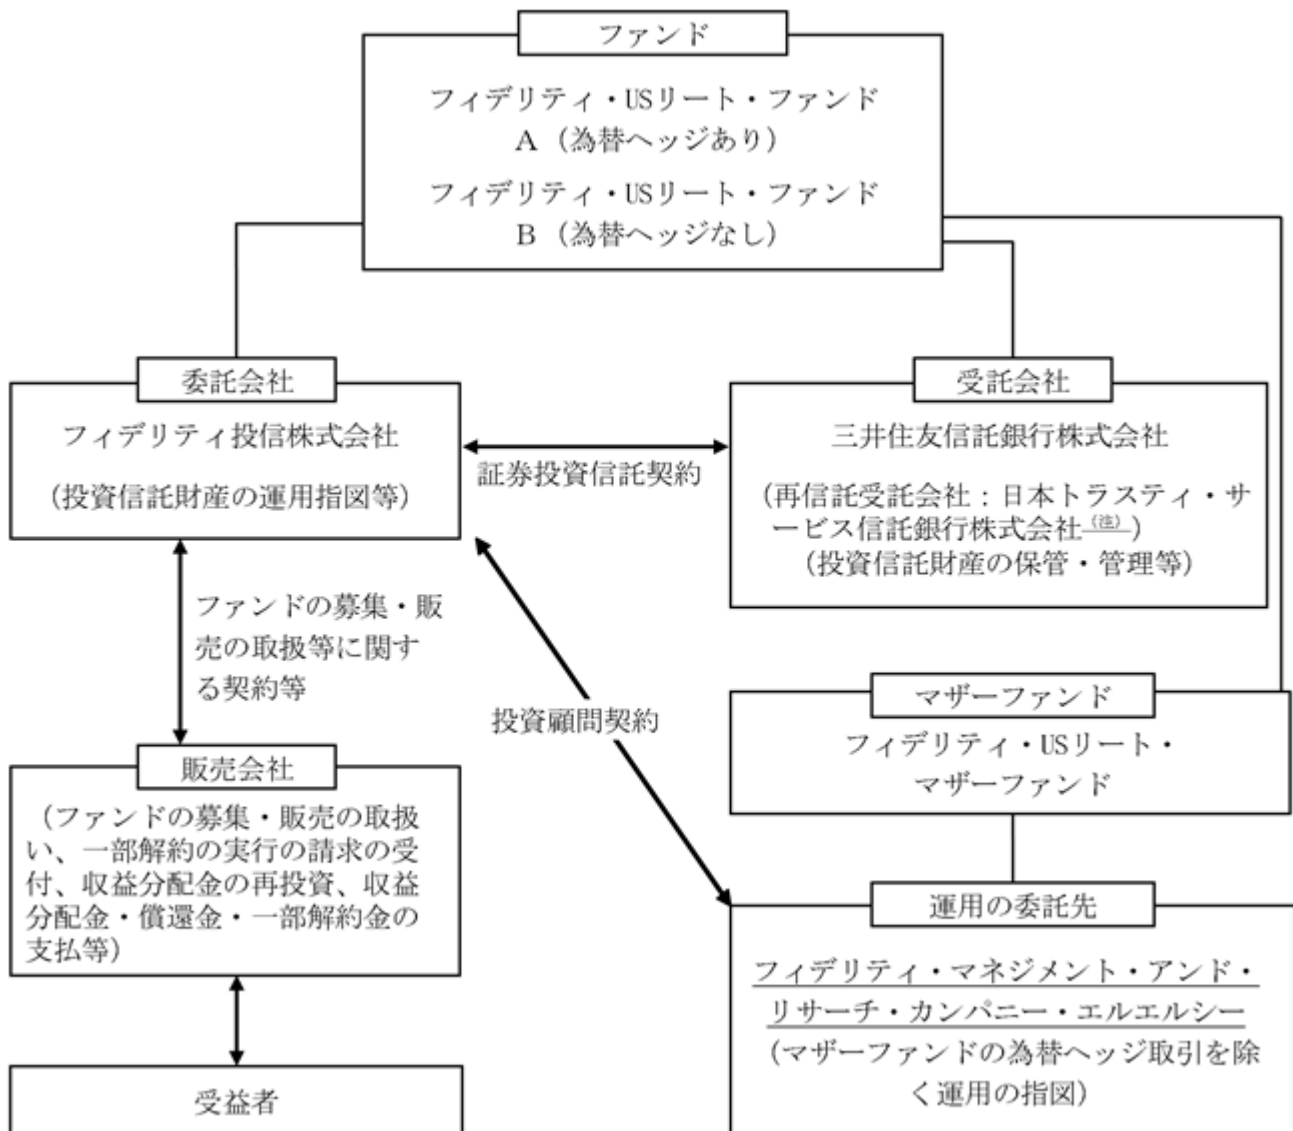 ファンド
フィデリティ・USリート・ファンド
A（為替ヘッジあり）
フィデリティ・USリート・ファンド
B（為替ヘッジなし）
委託会社
フィデリティ投信株式会社
（投資信託財産の運用指図等）
証券投資信託契約
受託会社
三井住友信託銀行株式会社
（再信託受託会社：日本トラスティ・サ
ービス信託銀行株式会社（注））
（投資信託財産の保管・管理等）
ファンドの募集・販
売の取扱等に関す
る契約等
投資顧問契約
マザーファンド
フィデリティ・USリート・
マザーファンド
販売会社
（ファンドの募集・販売の取扱
い、一部解約の実行の請求の受
付、収益分配金の再投資、収益
分配金・償還金・一部解約金の
支払等）
運用の委託先
フィデリティ・マネジメント・アンド・
リサーチ・カンパニー・エルエルシー
（マザーファンドの為替ヘッジ取引を除
く運用の指図）
受益者